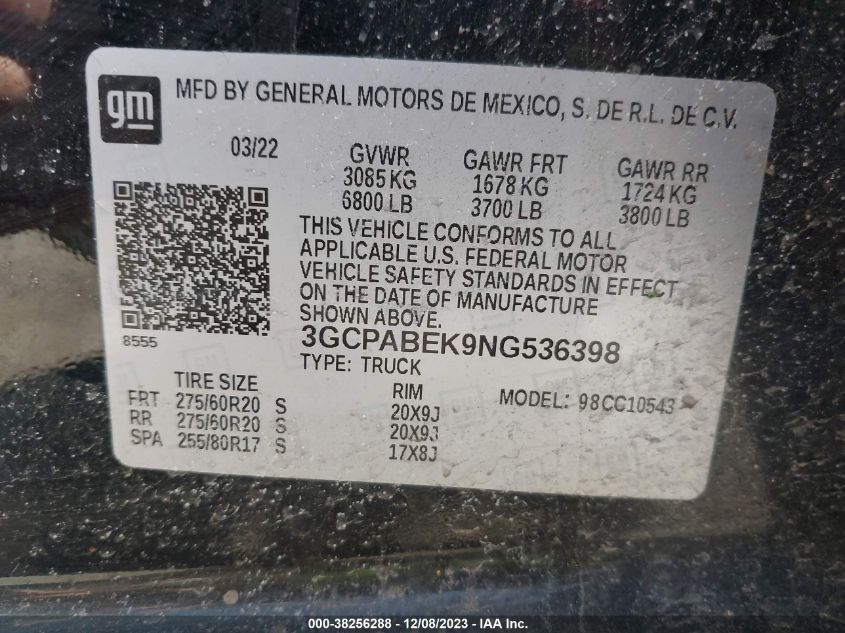 gm
MFD BY GENERAL MOTORS DE MEXICO, S. DE R.L. DE C.V.
03/22 GVWR GAWR FRT GAWR RR
3085 KG 1678 KG 1724 KG
6800 LB 3700 LB 3800 LB
THIS VEHICLE CONFORMS TO ALL
APPLICABLE U.S. FEDERAL MOTOR
VEHICLE SAFETY STANDARDS IN EFFECT
ON THE DATE OF MANUFACTURE
SHOWN ABOVE.
8555
3GCPABEK9NG536398
TYPE: TRUCK
TIRE SIZE RIM MODEL: 98CC10543
FRT 275/60R20 S 20X9J
RR 275/60R20 S 20X9J
SPA 255/80R17 S 17X8J
000-38256288 - 12/08/2023 - IAA Inc.